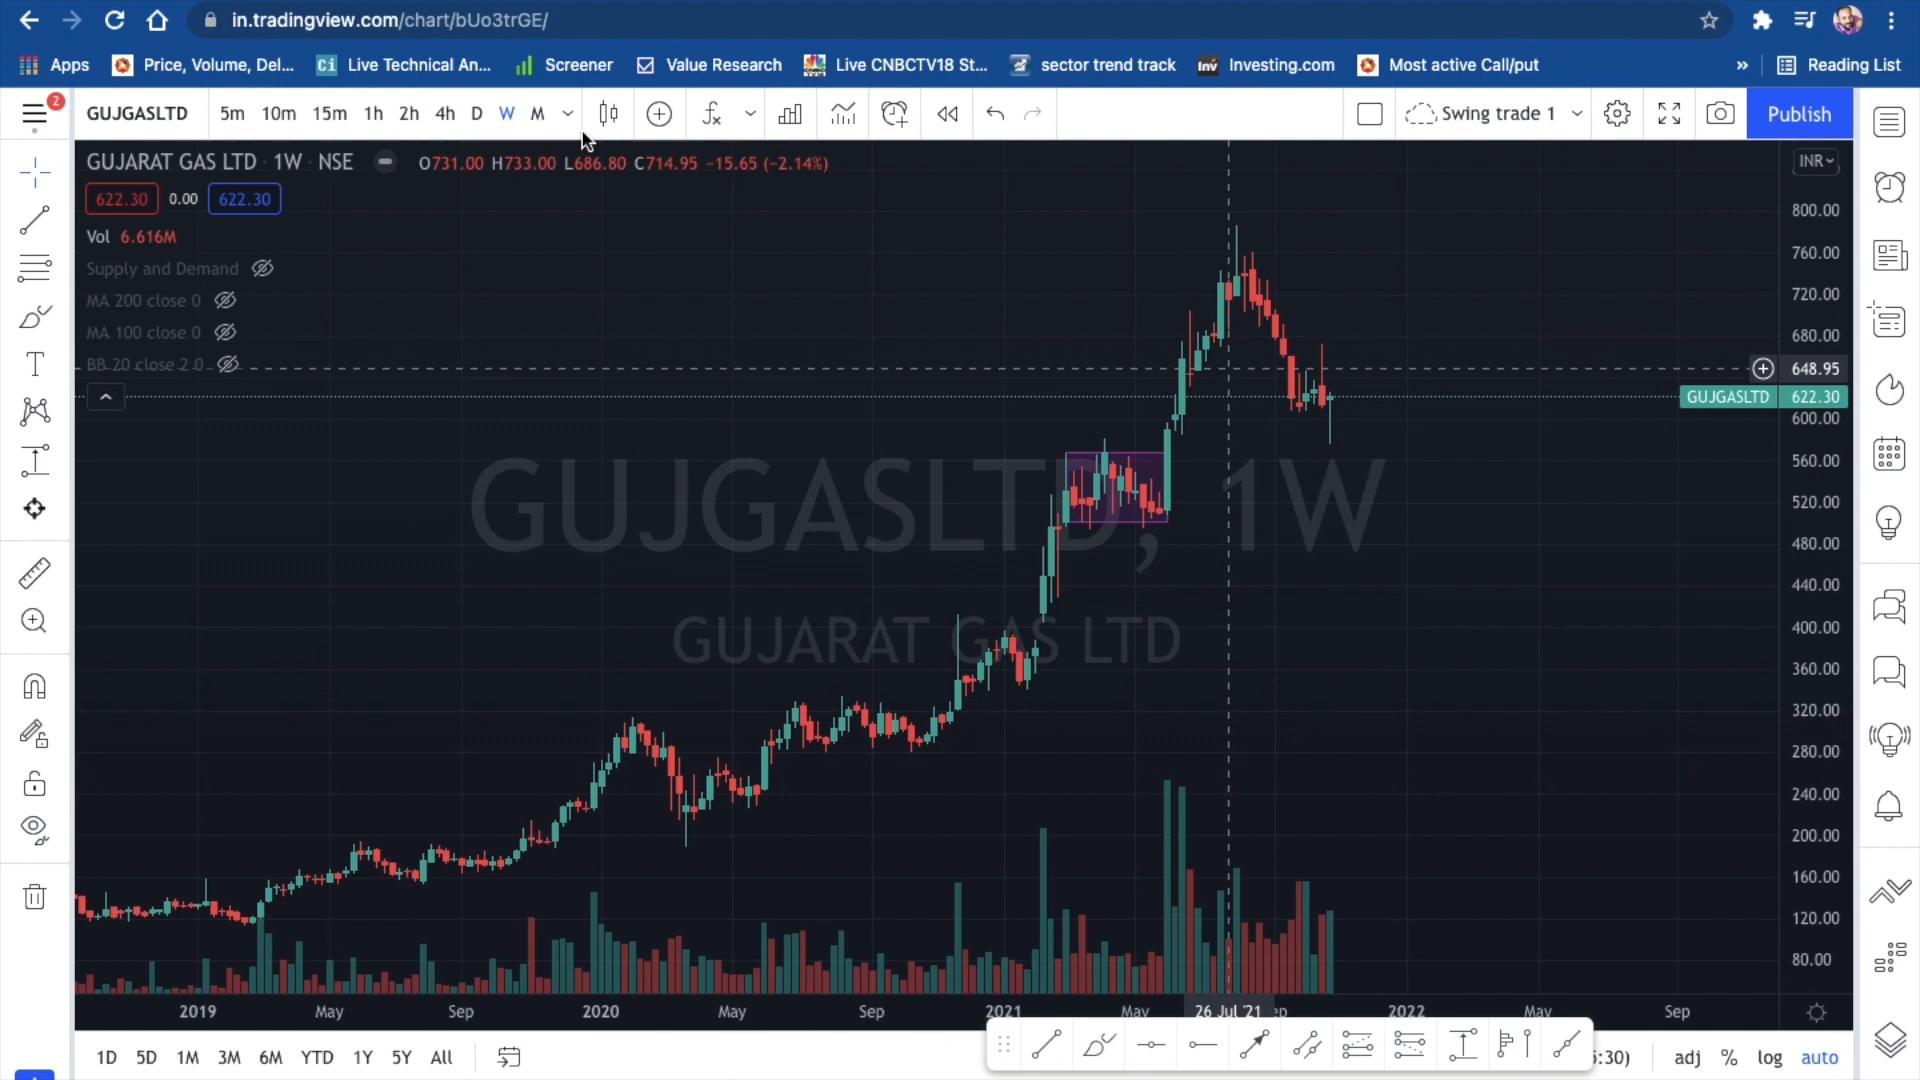 in.tradingview.com/chart/bUo3trGE/
Apps Price, Volume, Del... Ci Live Technical An... Screener Value Research Live CNBCTV18 St... sector trend track Inv Investing.com Most active Call/put » Reading List
2 GUJGASLTD 5m 10m 15m 1h 2h 4h D W M Swing trade 1 Publish
GUJARAT GAS LTD · 1W · NSE O731.00 H733.00 L686.80 C714.95 −15.65 (−2.14%) INR
622.30 0.00 622.30
Vol 6.616M
Supply and Demand
MA 200 close 0
MA 100 close 0
BB 20 close 2 0
800.00
760.00
720.00
680.00
648.95
GUJGASLTD 622.30
600.00
560.00
520.00
480.00
440.00
400.00
360.00
320.00
280.00
240.00
200.00
160.00
120.00
80.00
GUJGASLTD, 1W
GUJARAT GAS LTD
2019 May Sep 2020 May Sep 2021 May 26 Jul '21 ep 2022 May Sep
1D 5D 1M 3M 6M YTD 1Y 5Y All 5:30) adj % log auto